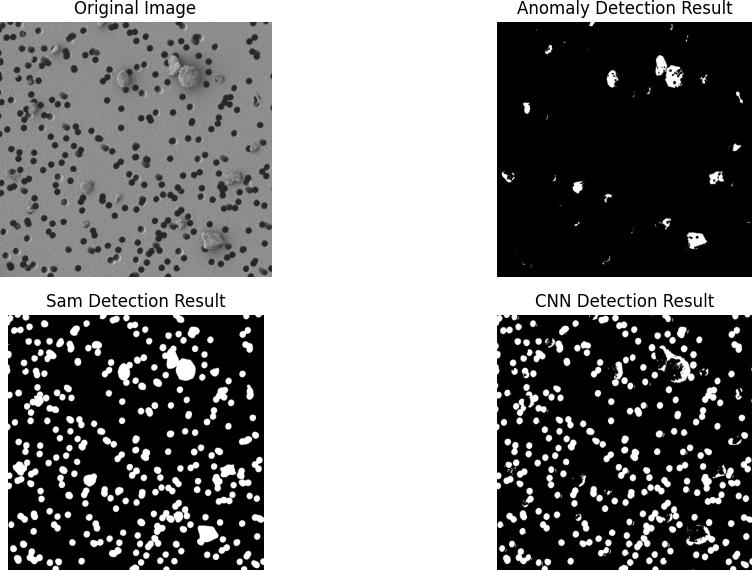 Original Image
Anomaly Detection Result
Sam Detection Result
CNN Detection Result